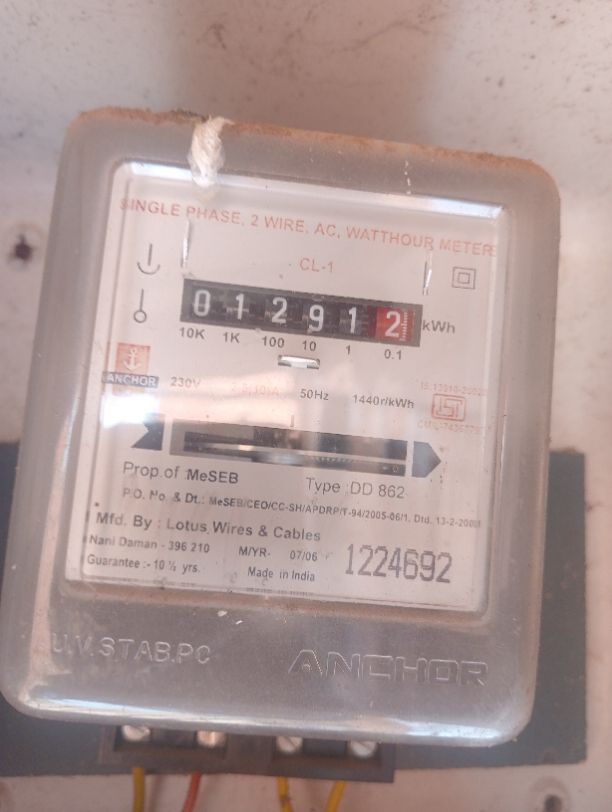 SINGLE PHASE, 2 WIRE, AC, WATTHOUR METER
CL-1
0 1 2 9 1 2 kWh
10K 1K 100 10 1 0.1
ANCHOR 230V 50Hz 1440r/kWh
ISI
Prop.of :MeSEB Type :DD 862
P.O. No. & Dt.: MeSEB/CEO/CC-SH/APDRP/T-94/2005-06/1, Dtd. 13-2-2006
Mfd. By : Lotus Wires & Cables
Nani Daman - 396 210 M/YR- 07/06
Guarantee :- 10 ½ yrs. Made in India 1224692
U.V.STAB.PC ANCHOR